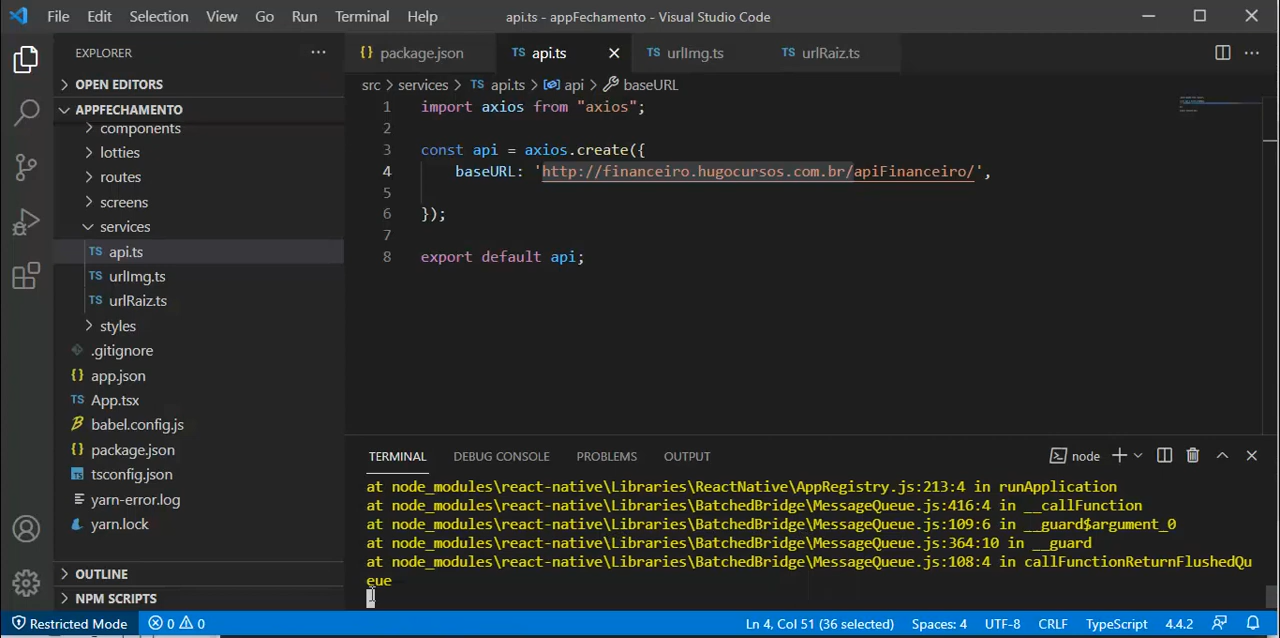 File Edit Selection View Go Run Terminal Help api.ts - appFechamento - Visual Studio Code
EXPLORER ···
OPEN EDITORS
APPFECHAMENTO
components
lotties
routes
screens
services
TS api.ts
TS urlImg.ts
TS urlRaiz.ts
styles
.gitignore
{} app.json
TS App.tsx
babel.config.js
{} package.json
tsconfig.json
yarn-error.log
yarn.lock
OUTLINE
NPM SCRIPTS
{} package.json TS api.ts TS urlImg.ts TS urlRaiz.ts
src > services > TS api.ts > api > baseURL
1 import axios from "axios";
2
3 const api = axios.create({
4 baseURL: 'http://financeiro.hugocursos.com.br/apiFinanceiro/',
5
6 });
7
8 export default api;
TERMINAL DEBUG CONSOLE PROBLEMS OUTPUT node
at node_modules\react-native\Libraries\ReactNative\AppRegistry.js:213:4 in runApplication
at node_modules\react-native\Libraries\BatchedBridge\MessageQueue.js:416:4 in __callFunction
at node_modules\react-native\Libraries\BatchedBridge\MessageQueue.js:109:6 in __guard$argument_0
at node_modules\react-native\Libraries\BatchedBridge\MessageQueue.js:364:10 in __guard
at node_modules\react-native\Libraries\BatchedBridge\MessageQueue.js:108:4 in callFunctionReturnFlushedQu
eue
Restricted Mode 0 0 Ln 4, Col 51 (36 selected) Spaces: 4 UTF-8 CRLF TypeScript 4.4.2